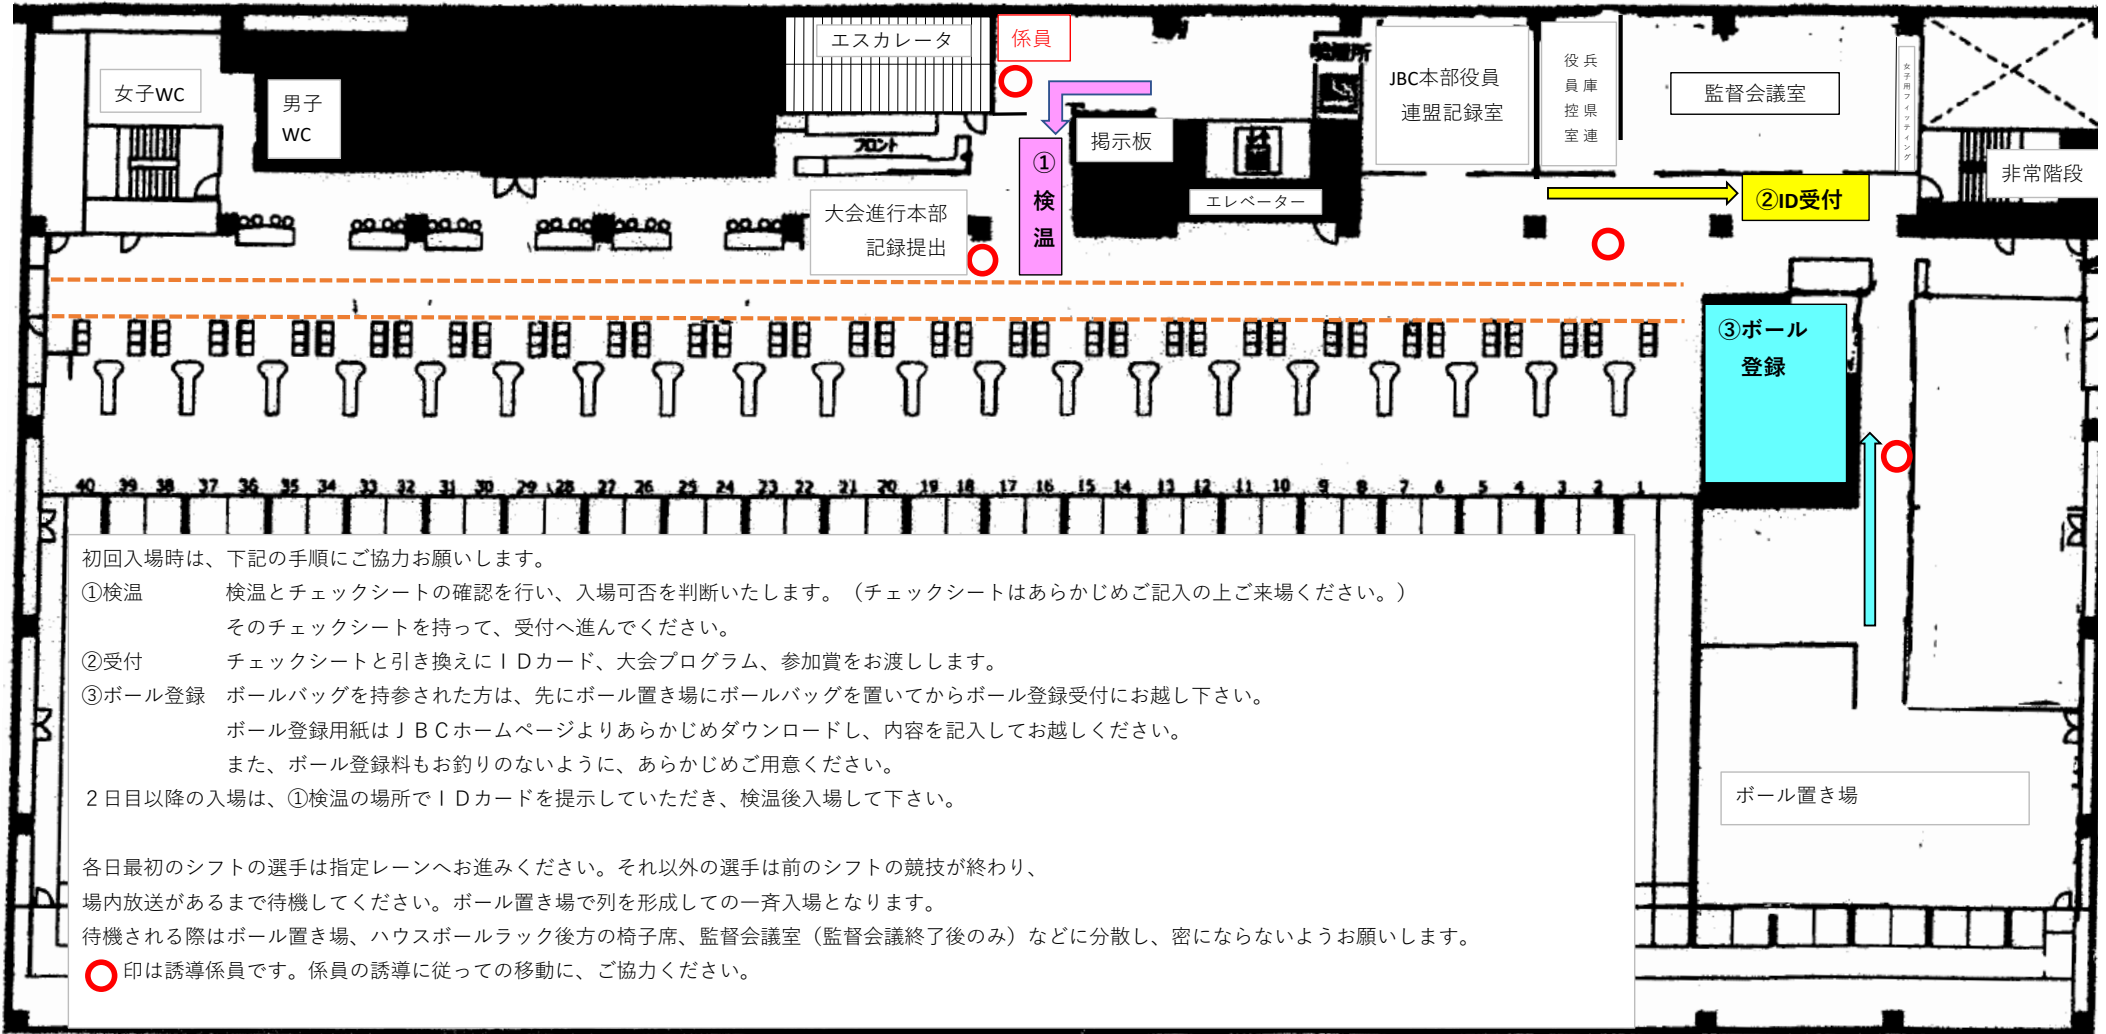 エスカレータ
係員
女子WC
男子
WC
フロント
掲示板
①
検
温
大会進行本部
記録提出
エレベーター
喫煙所
JBC本部役員
連盟記録室
兵庫県連
役員控室
監督会議室
女子用フィッティング
非常階段
②ID受付
③ボール
登録
40 39 38 37 36 35 34 33 32 31 30 29 28 27 26 25 24 23 22 21 20 19 18 17 16 15 14 13 12 11 10 9 8 7 6 5 4 3 2 1
ボール置き場
初回入場時は、下記の手順にご協力お願いします。
①検温 検温とチェックシートの確認を行い、入場可否を判断いたします。（チェックシートはあらかじめご記入の上ご来場ください。）
そのチェックシートを持って、受付へ進んでください。
②受付 チェックシートと引き換えにＩＤカード、大会プログラム、参加賞をお渡しします。
③ボール登録 ボールバッグを持参された方は、先にボール置き場にボールバッグを置いてからボール登録受付にお越し下さい。
ボール登録用紙はＪＢＣホームページよりあらかじめダウンロードし、内容を記入してお越しください。
また、ボール登録料もお釣りのないように、あらかじめご用意ください。
２日目以降の入場は、①検温の場所でＩＤカードを提示していただき、検温後入場して下さい。
各日最初のシフトの選手は指定レーンへお進みください。それ以外の選手は前のシフトの競技が終わり、
場内放送があるまで待機してください。ボール置き場で列を形成しての一斉入場となります。
待機される際はボール置き場、ハウスボールラック後方の椅子席、監督会議室（監督会議終了後のみ）などに分散し、密にならないようお願いします。
印は誘導係員です。係員の誘導に従っての移動に、ご協力ください。